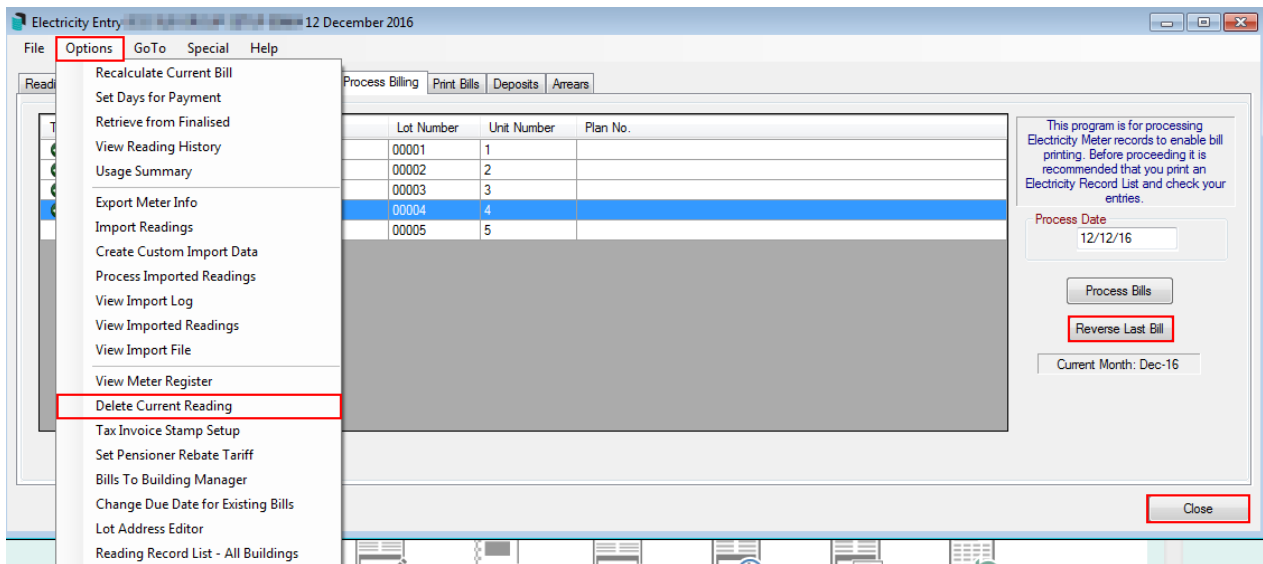 Electricity Entry 12 December 2016
File Options GoTo Special Help
Process Billing Print Bills Deposits Arrears
Recalculate Current Bill
Set Days for Payment
Retrieve from Finalised
View Reading History
Usage Summary
Export Meter Info
Import Readings
Create Custom Import Data
Process Imported Readings
View Import Log
View Imported Readings
View Import File
View Meter Register
Delete Current Reading
Tax Invoice Stamp Setup
Set Pensioner Rebate Tariff
Bills To Building Manager
Change Due Date for Existing Bills
Lot Address Editor
Reading Record List - All Buildings
Lot Number Unit Number Plan No.
00001 1
00002 2
00003 3
00004 4
00005 5
This program is for processing
Electricity Meter records to enable bill
printing. Before proceeding it is
recommended that you print an
Electricity Record List and check your
entries.
Process Date
12/12/16
Process Bills
Reverse Last Bill
Current Month: Dec-16
Close